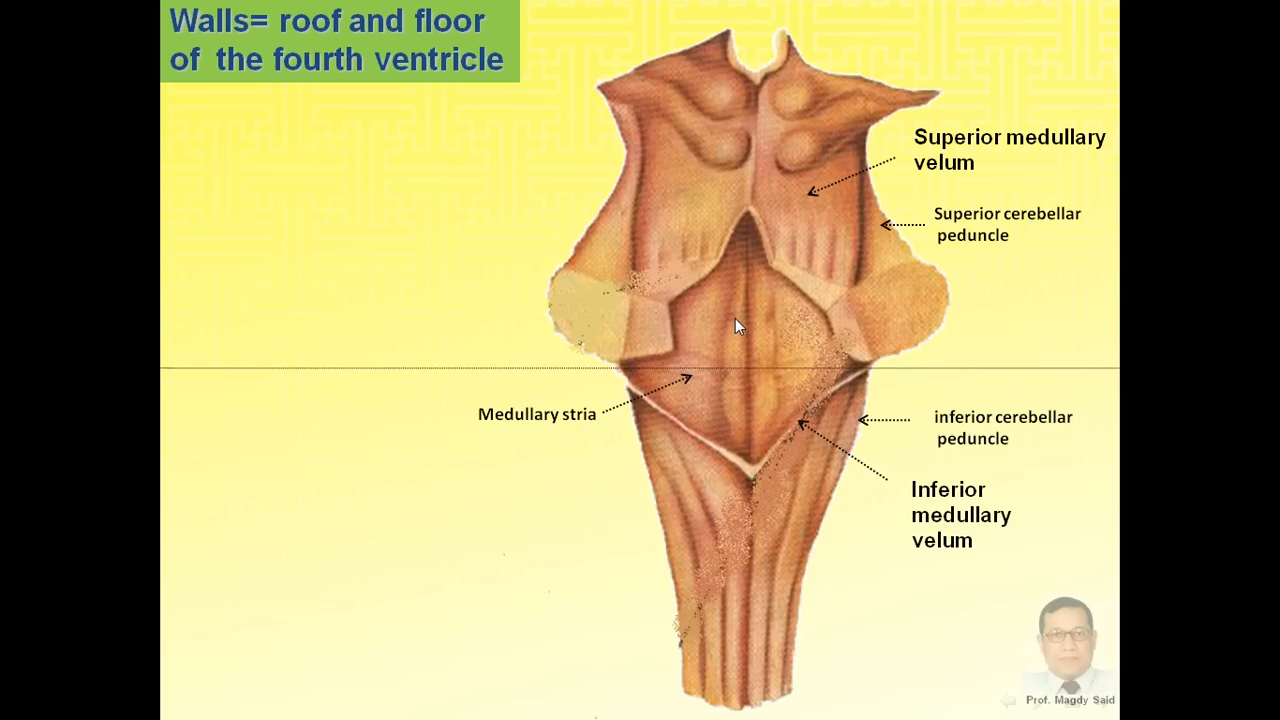 Walls= roof and floor
of the fourth ventricle
Superior medullary
velum
Superior cerebellar
peduncle
Medullary stria
inferior cerebellar
peduncle
Inferior
medullary
velum
Prof. Magdy Said